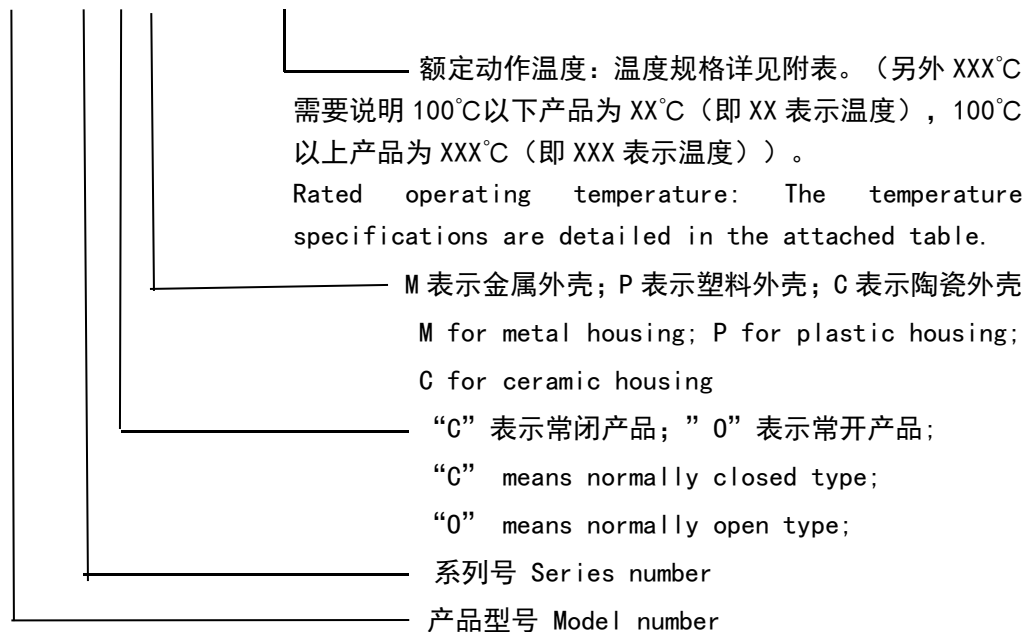 额定动作温度：温度规格详见附表。（另外 XXX℃
需要说明 100℃以下产品为 XX℃（即 XX 表示温度），100℃
以上产品为 XXX℃（即 XXX 表示温度））。
Rated operating temperature: The temperature
specifications are detailed in the attached table.
M 表示金属外壳；P 表示塑料外壳；C 表示陶瓷外壳
M for metal housing; P for plastic housing;
C for ceramic housing
“C”表示常闭产品；”O”表示常开产品;
“C” means normally closed type;
“O” means normally open type;
系列号 Series number
产品型号 Model number